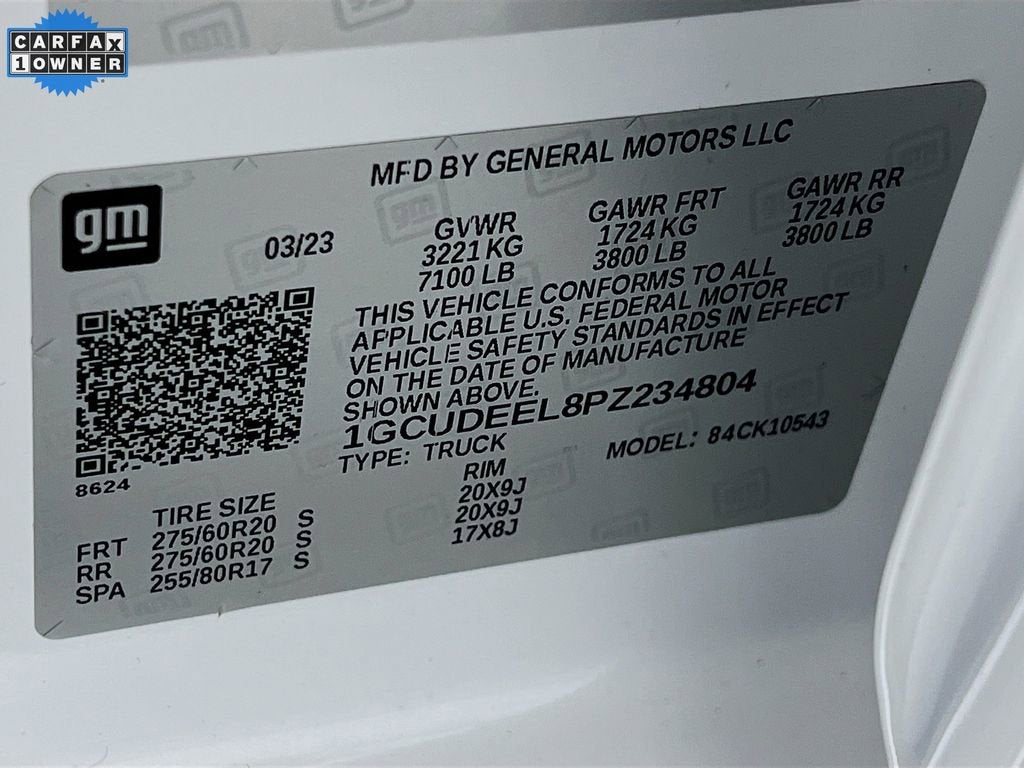 CARFAX
1 OWNER
MFD BY GENERAL MOTORS LLC
gm
03/23
GVWR
3221 KG
7100 LB
GAWR FRT
1724 KG
3800 LB
GAWR RR
1724 KG
3800 LB
THIS VEHICLE CONFORMS TO ALL
APPLICABLE U.S. FEDERAL MOTOR
VEHICLE SAFETY STANDARDS IN EFFECT
ON THE DATE OF MANUFACTURE
SHOWN ABOVE.
1GCUDEEL8PZ234804
TYPE: TRUCK
MODEL: 84CK10543
8624
TIRE SIZE
RIM
FRT 275/60R20 S 20X9J
RR 275/60R20 S 20X9J
SPA 255/80R17 S 17X8J